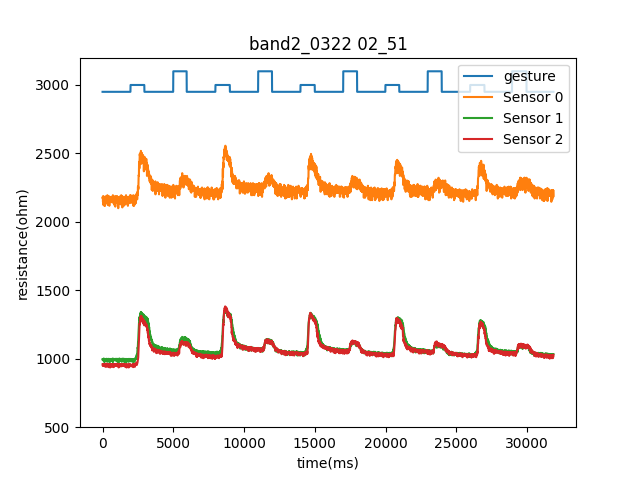 band2_0322 02_51
gesture
Sensor 0
Sensor 1
Sensor 2
3000
2500
2000
1500
1000
500
resistance(ohm)
0 5000 10000 15000 20000 25000 30000
time(ms)